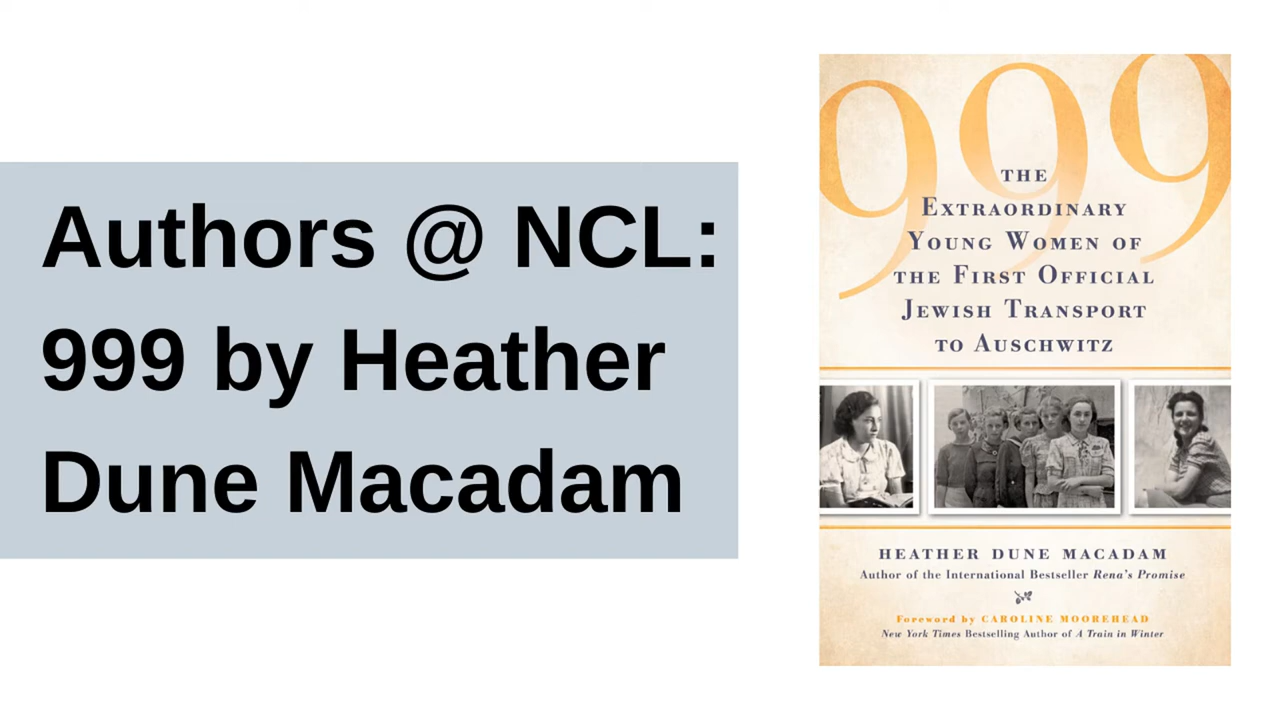 Authors @ NCL:
999 by Heather
Dune Macadam
999
THE
EXTRAORDINARY
YOUNG WOMEN OF
THE FIRST OFFICIAL
JEWISH TRANSPORT
TO AUSCHWITZ
HEATHER DUNE MACADAM
Author of the International Bestseller Rena's Promise
Foreword by CAROLINE MOOREHEAD
New York Times Bestselling Author of A Train in Winter